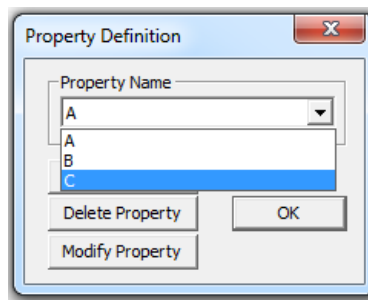 Property Definition
Property Name
A
A
B
C
Delete Property
OK
Modify Property